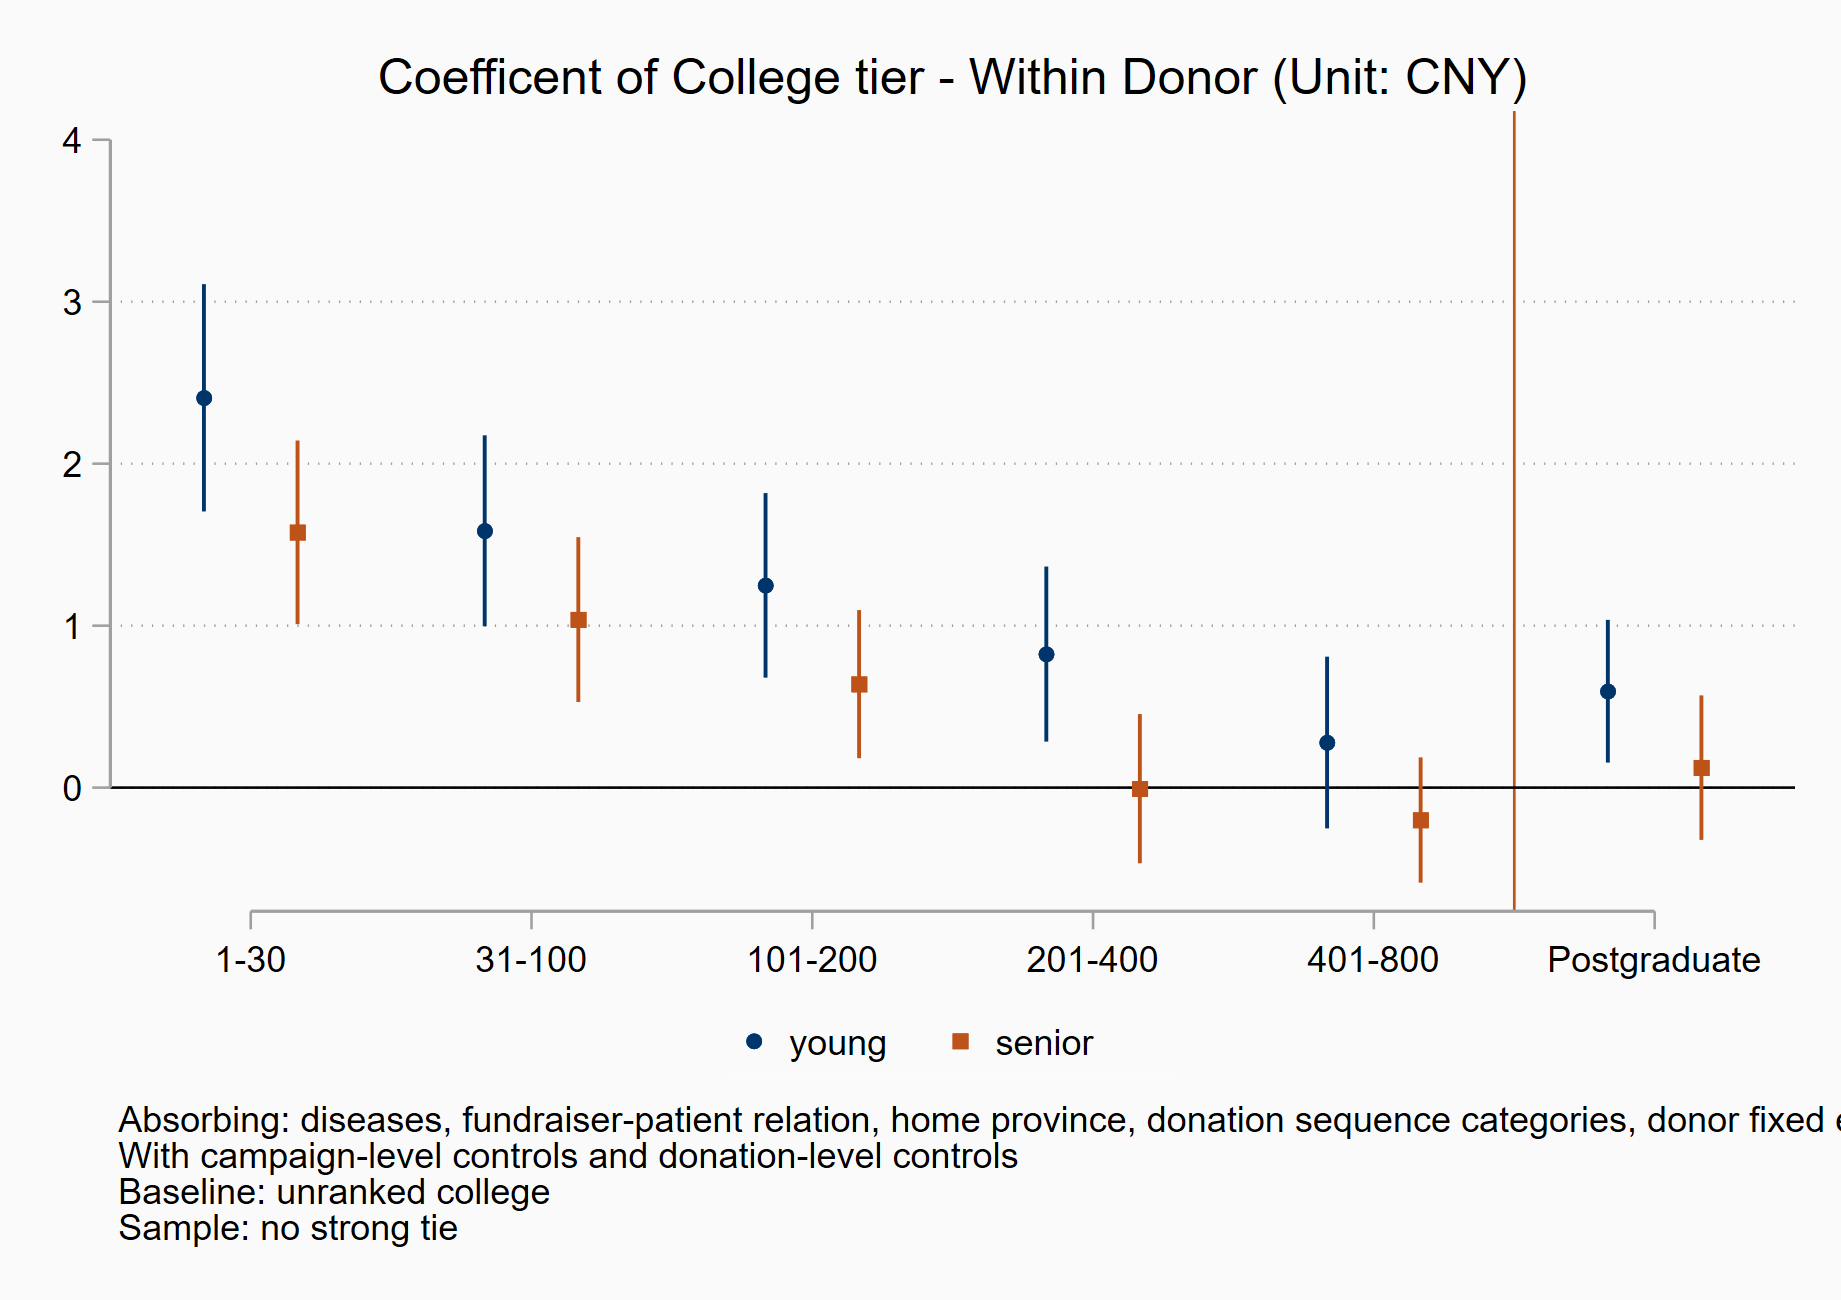 Coefficent of College tier - Within Donor (Unit: CNY)
4
3
2
1
0
1-30 31-100 101-200 201-400 401-800 Postgraduate
young senior
Absorbing: diseases, fundraiser-patient relation, home province, donation sequence categories, donor fixed
With campaign-level controls and donation-level controls
Baseline: unranked college
Sample: no strong tie